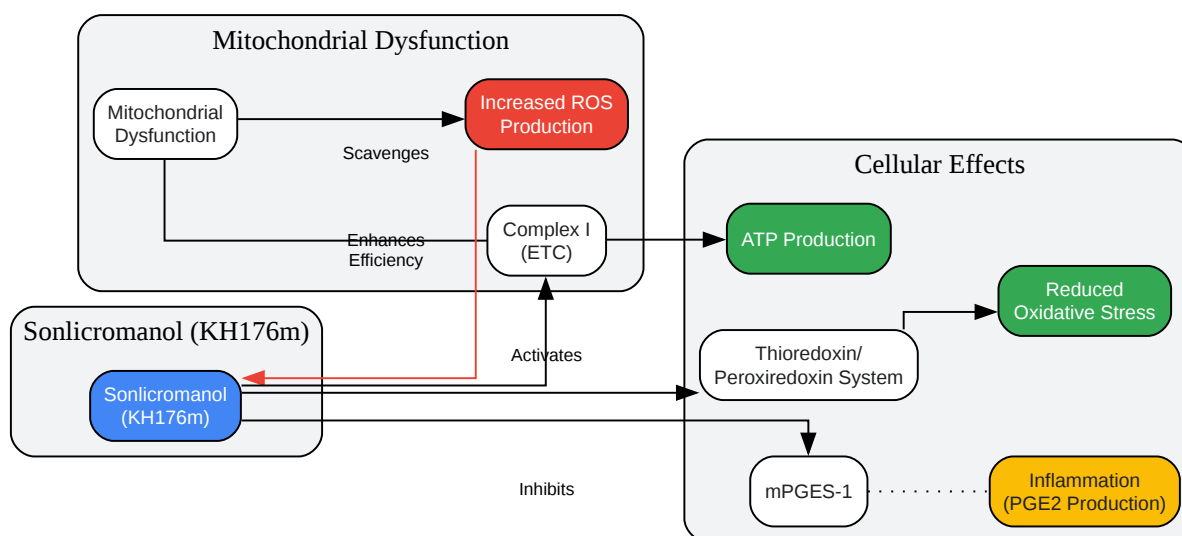 Mitochondrial Dysfunction
Mitochondrial
Dysfunction
Increased ROS
Production
Scavenges
Enhances
Efficiency
Complex I
(ETC)
Cellular Effects
ATP Production
Reduced
Oxidative Stress
Thioredoxin/
Peroxiredoxin System
Sonlicromanol (KH176m)
Sonlicromanol
(KH176m)
Activates
Inhibits
mPGES-1
Inflammation
(PGE2 Production)